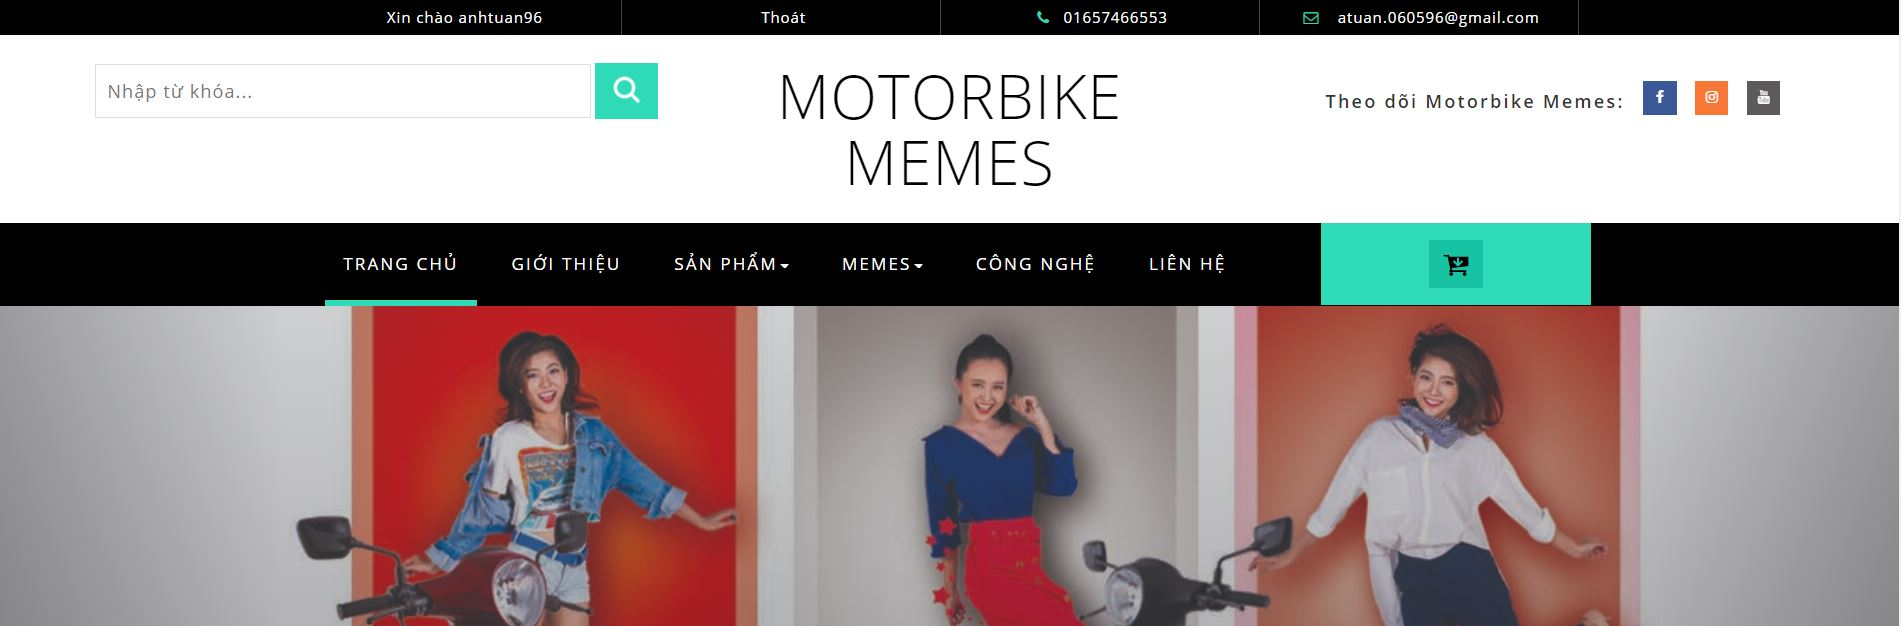 Xin chào anhtuan96
Thoát
01657466553
atuan.060596@gmail.com
Nhập từ khóa...
MOTORBIKE
MEMES
Theo dõi Motorbike Memes:
TRANG CHỦ
GIỚI THIỆU
SẢN PHẨM
MEMES
CÔNG NGHỆ
LIÊN HỆ